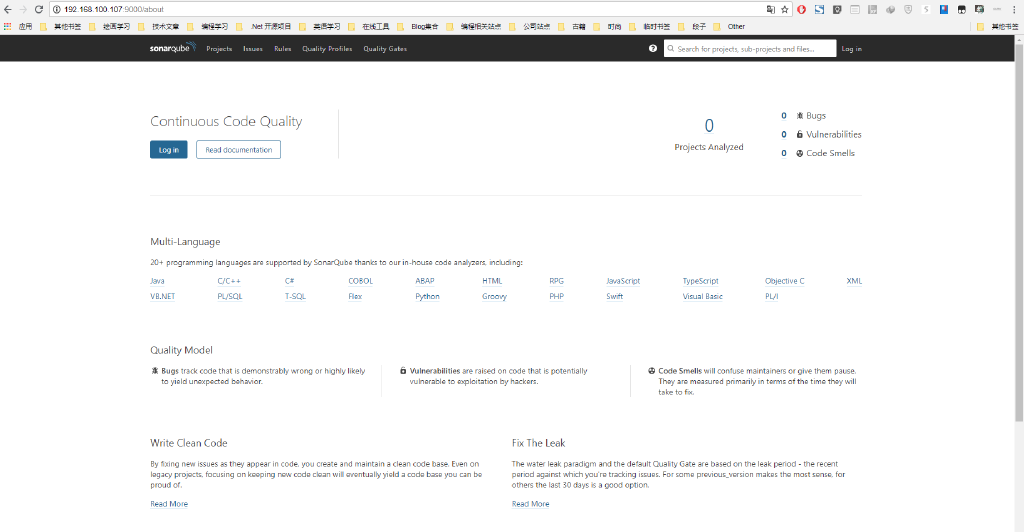 192.168.100.107:9000/about
应用 其他书签 技术文章 编程学习 .Net 开源项目 英语学习 在线工具 Blog集合 编程相关站点 公司站点 古籍 时尚 临时书签 段子 Other 其他书签
sonarqube Projects Issues Rules Quality Profiles Quality Gates ? Search for projects, sub-projects and files... Log in
Continuous Code Quality
Log in Read documentation
0
Projects Analyzed
0 Bugs
0 Vulnerabilities
0 Code Smells
Multi-Language
20+ programming languages are supported by SonarQube thanks to our in-house code analyzers, including:
Java C/C++ C# COBOL ABAP HTML RPG JavaScript TypeScript Objective C XML
VB.NET PL/SQL T-SQL Flex Python Groovy PHP Swift Visual Basic PL/I
Quality Model
Bugs track code that is demonstrably wrong or highly likely
to yield unexpected behavior.
Vulnerabilities are raised on code that is potentially
vulnerable to exploitation by hackers.
Code Smells will confuse maintainers or give them pause.
They are measured primarily in terms of the time they will
take to fix.
Write Clean Code
By fixing new issues as they appear in code, you create and maintain a clean code base. Even on
legacy projects, focusing on keeping new code clean will eventually yield a code base you can be
proud of.
Read More
Fix The Leak
The water leak paradigm and the default Quality Gate are based on the leak period - the recent
period against which you're tracking issues. For some previous_version makes the most sense, for
others the last 30 days is a good option.
Read More